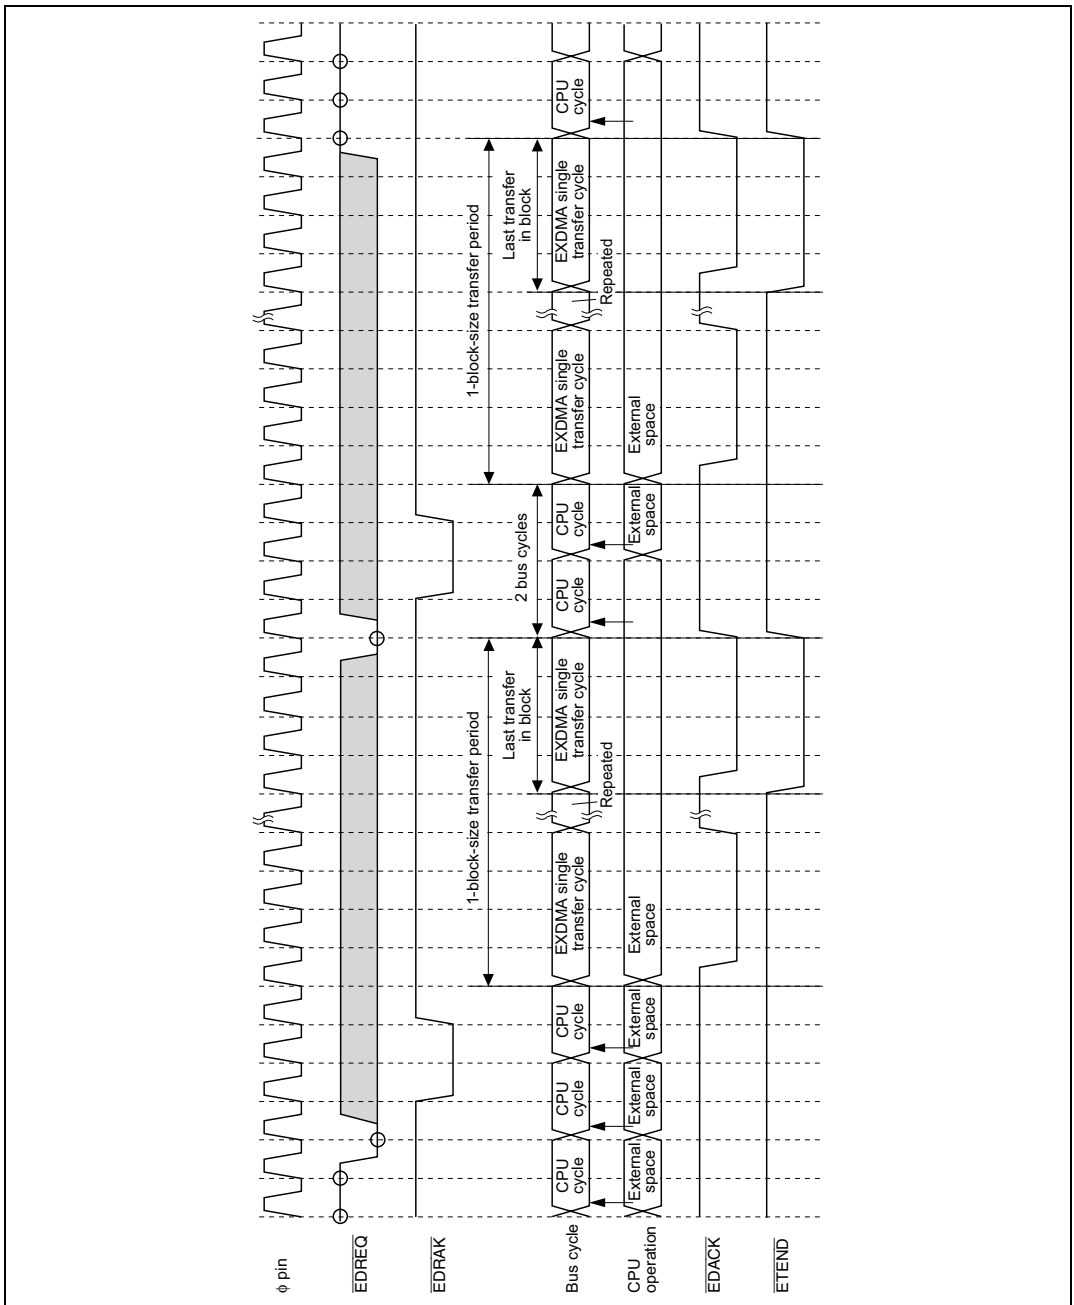 φ pin
EDREQ
EDRAK
1-block-size transfer period
1-block-size transfer period
Last transfer
in block
2 bus cycles
Last transfer
in block
Bus cycle
CPU
cycle
CPU
cycle
CPU
cycle
EXDMA single
transfer cycle
Repeated
EXDMA single
transfer cycle
CPU
cycle
CPU
cycle
EXDMA single
transfer cycle
Repeated
EXDMA single
transfer cycle
CPU
cycle
CPU
operation
External
space
External
space
External
space
External
space
External
space
External
space
EDACK
ETEND